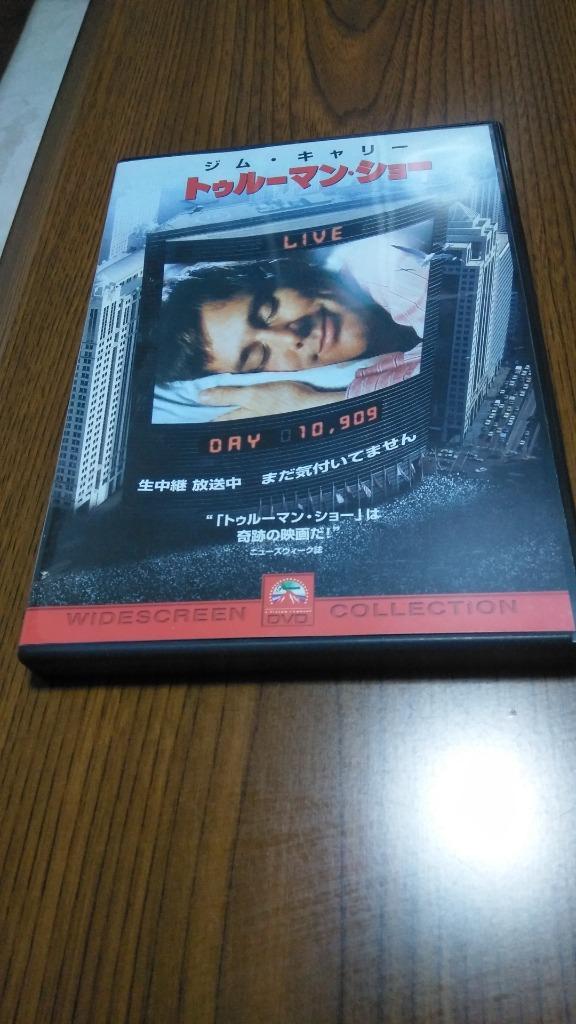 ジム・キャリー
トゥルーマン・ショー
LIVE
DAY 10,909
生中継 放送中 まだ気付いてません
“「トゥルーマン・ショー」は
奇跡の映画だ!”
ニューズウィーク誌
WIDESCREEN DVD COLLECTION